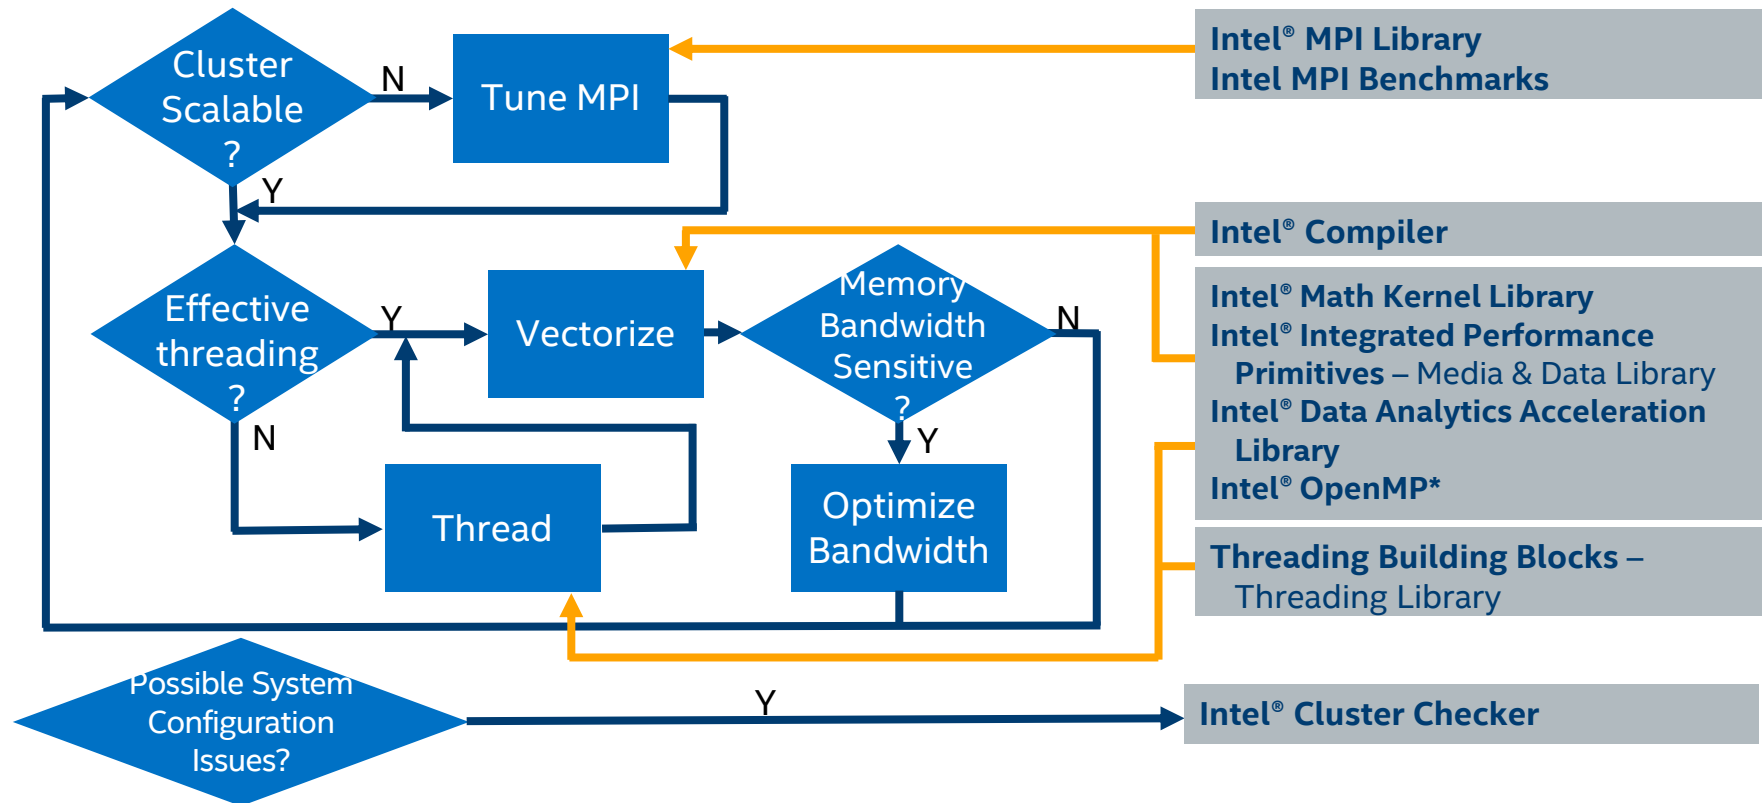 Cluster
Scalable
?
N
Tune MPI
Intel® MPI Library
Intel MPI Benchmarks
Y
Effective
threading
?
Y
N
Vectorize
Memory
Bandwidth
Sensitive
?
N
Y
Thread
Optimize
Bandwidth
Intel® Compiler
Intel® Math Kernel Library
Intel® Integrated Performance
Primitives – Media & Data Library
Intel® Data Analytics Acceleration
Library
Intel® OpenMP*
Threading Building Blocks –
Threading Library
Possible System
Configuration
Issues?
Y
Intel® Cluster Checker